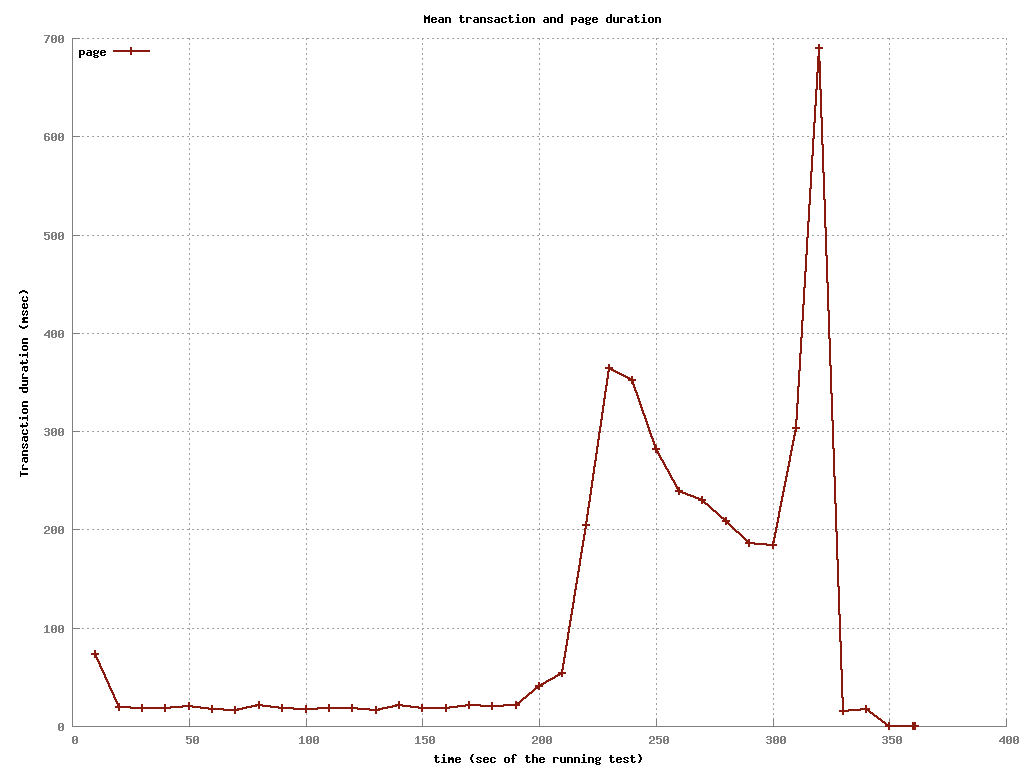 Mean transaction and page duration
700
page
600
500
400
300
200
100
0
Transaction duration (msec)
0 50 100 150 200 250 300 350 400
time (sec of the running test)